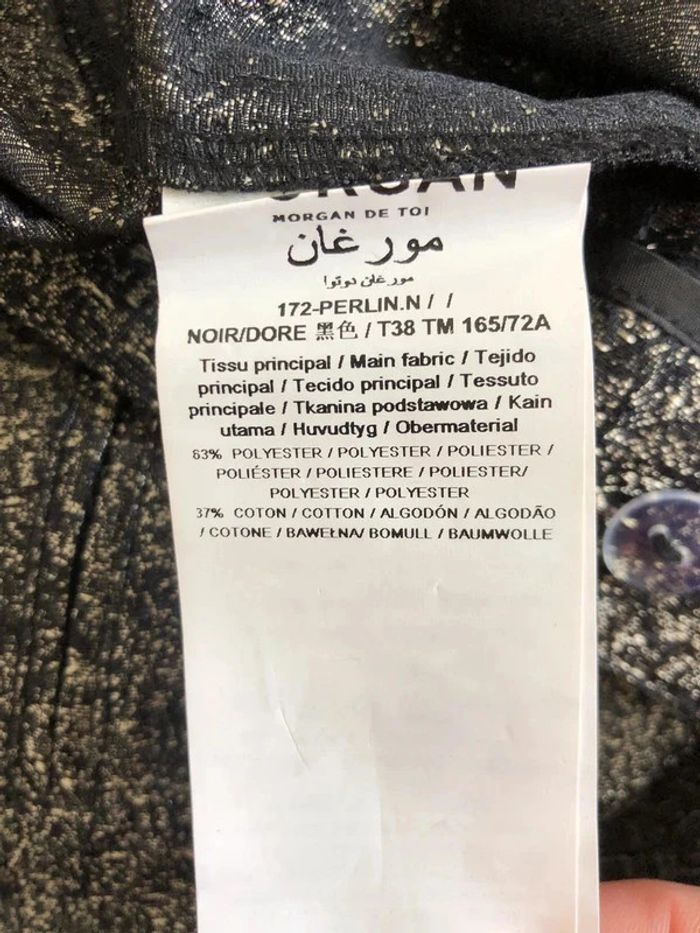 MORGAN
MORGAN DE TOI
مورغان
مورغان دوتوا
172-PERLIN.N / /
NOIR/DORE 黑色 / T38 TM 165/72A
Tissu principal / Main fabric / Tejido
principal / Tecido principal / Tessuto
principale / Tkanina podstawowa / Kain
utama / Huvudtyg / Obermaterial
63% POLYESTER / POLYESTER / POLIESTER /
POLIÉSTER / POLIESTERE / POLIESTER/
POLYESTER / POLYESTER
37% COTON / COTTON / ALGODÓN / ALGODÃO
/ COTONE / BAWEŁNA/ BOMULL / BAUMWOLLE